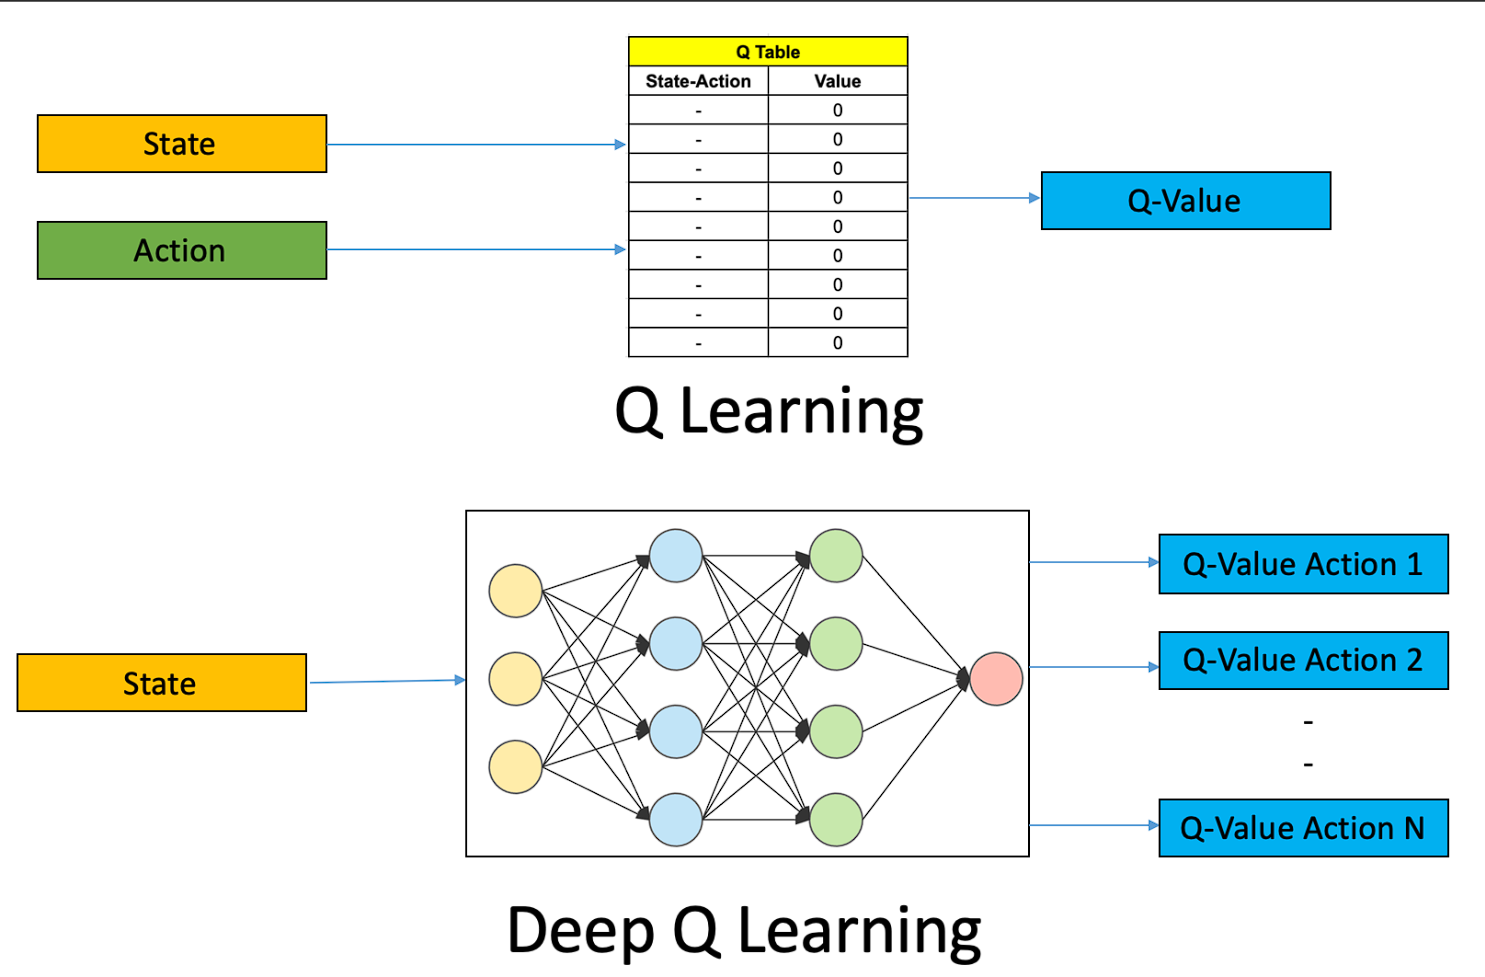 Q Table
State-Action Value
- 0
- 0
- 0
- 0
- 0
- 0
- 0
- 0
- 0
State
Action
Q-Value
Q Learning
State
Q-Value Action 1
Q-Value Action 2
-
-
Q-Value Action N
Deep Q Learning